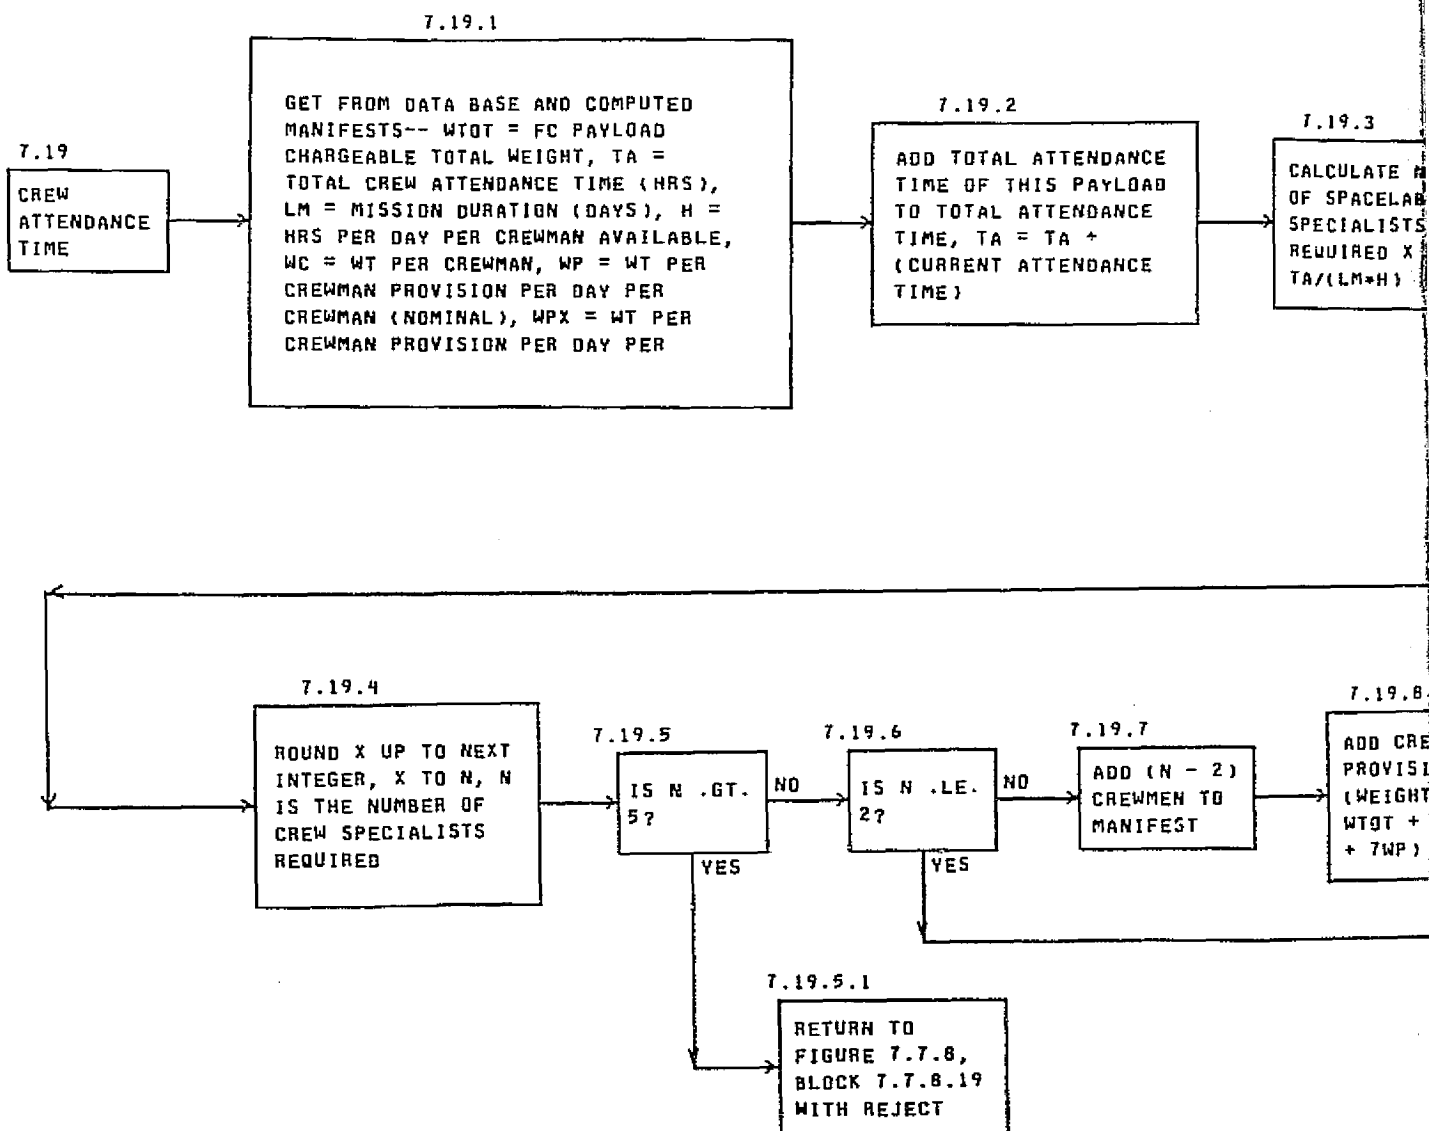 7.19
CREW
ATTENDANCE
TIME
7.19.1
GET FROM DATA BASE AND COMPUTED
MANIFESTS-- WTOT = FC PAYLOAD
CHARGEABLE TOTAL WEIGHT, TA =
TOTAL CREW ATTENDANCE TIME (HRS),
LM = MISSION DURATION (DAYS), H =
HRS PER DAY PER CREWMAN AVAILABLE,
WC = WT PER CREWMAN, WP = WT PER
CREWMAN PROVISION PER DAY PER
CREWMAN (NOMINAL), WPX = WT PER
CREWMAN PROVISION PER DAY PER
7.19.2
ADD TOTAL ATTENDANCE
TIME OF THIS PAYLOAD
TO TOTAL ATTENDANCE
TIME, TA = TA +
(CURRENT ATTENDANCE
TIME)
7.19.3
CALCULATE
OF SPACELAB
SPECIALISTS
REQUIRED X
TA/(LM*H)
7.19.4
ROUND X UP TO NEXT
INTEGER, X TO N, N
IS THE NUMBER OF
CREW SPECIALISTS
REQUIRED
7.19.5
IS N .GT.
5?
NO
YES
7.19.6
IS N .LE.
2?
NO
YES
7.19.7
ADD (N - 2)
CREWMEN TO
MANIFEST
7.19.8
ADD CRE
PROVISI
(WEIGHT
WTOT +
+ 7WP)
7.19.5.1
RETURN TO
FIGURE 7.7.8,
BLOCK 7.7.8.19
WITH REJECT